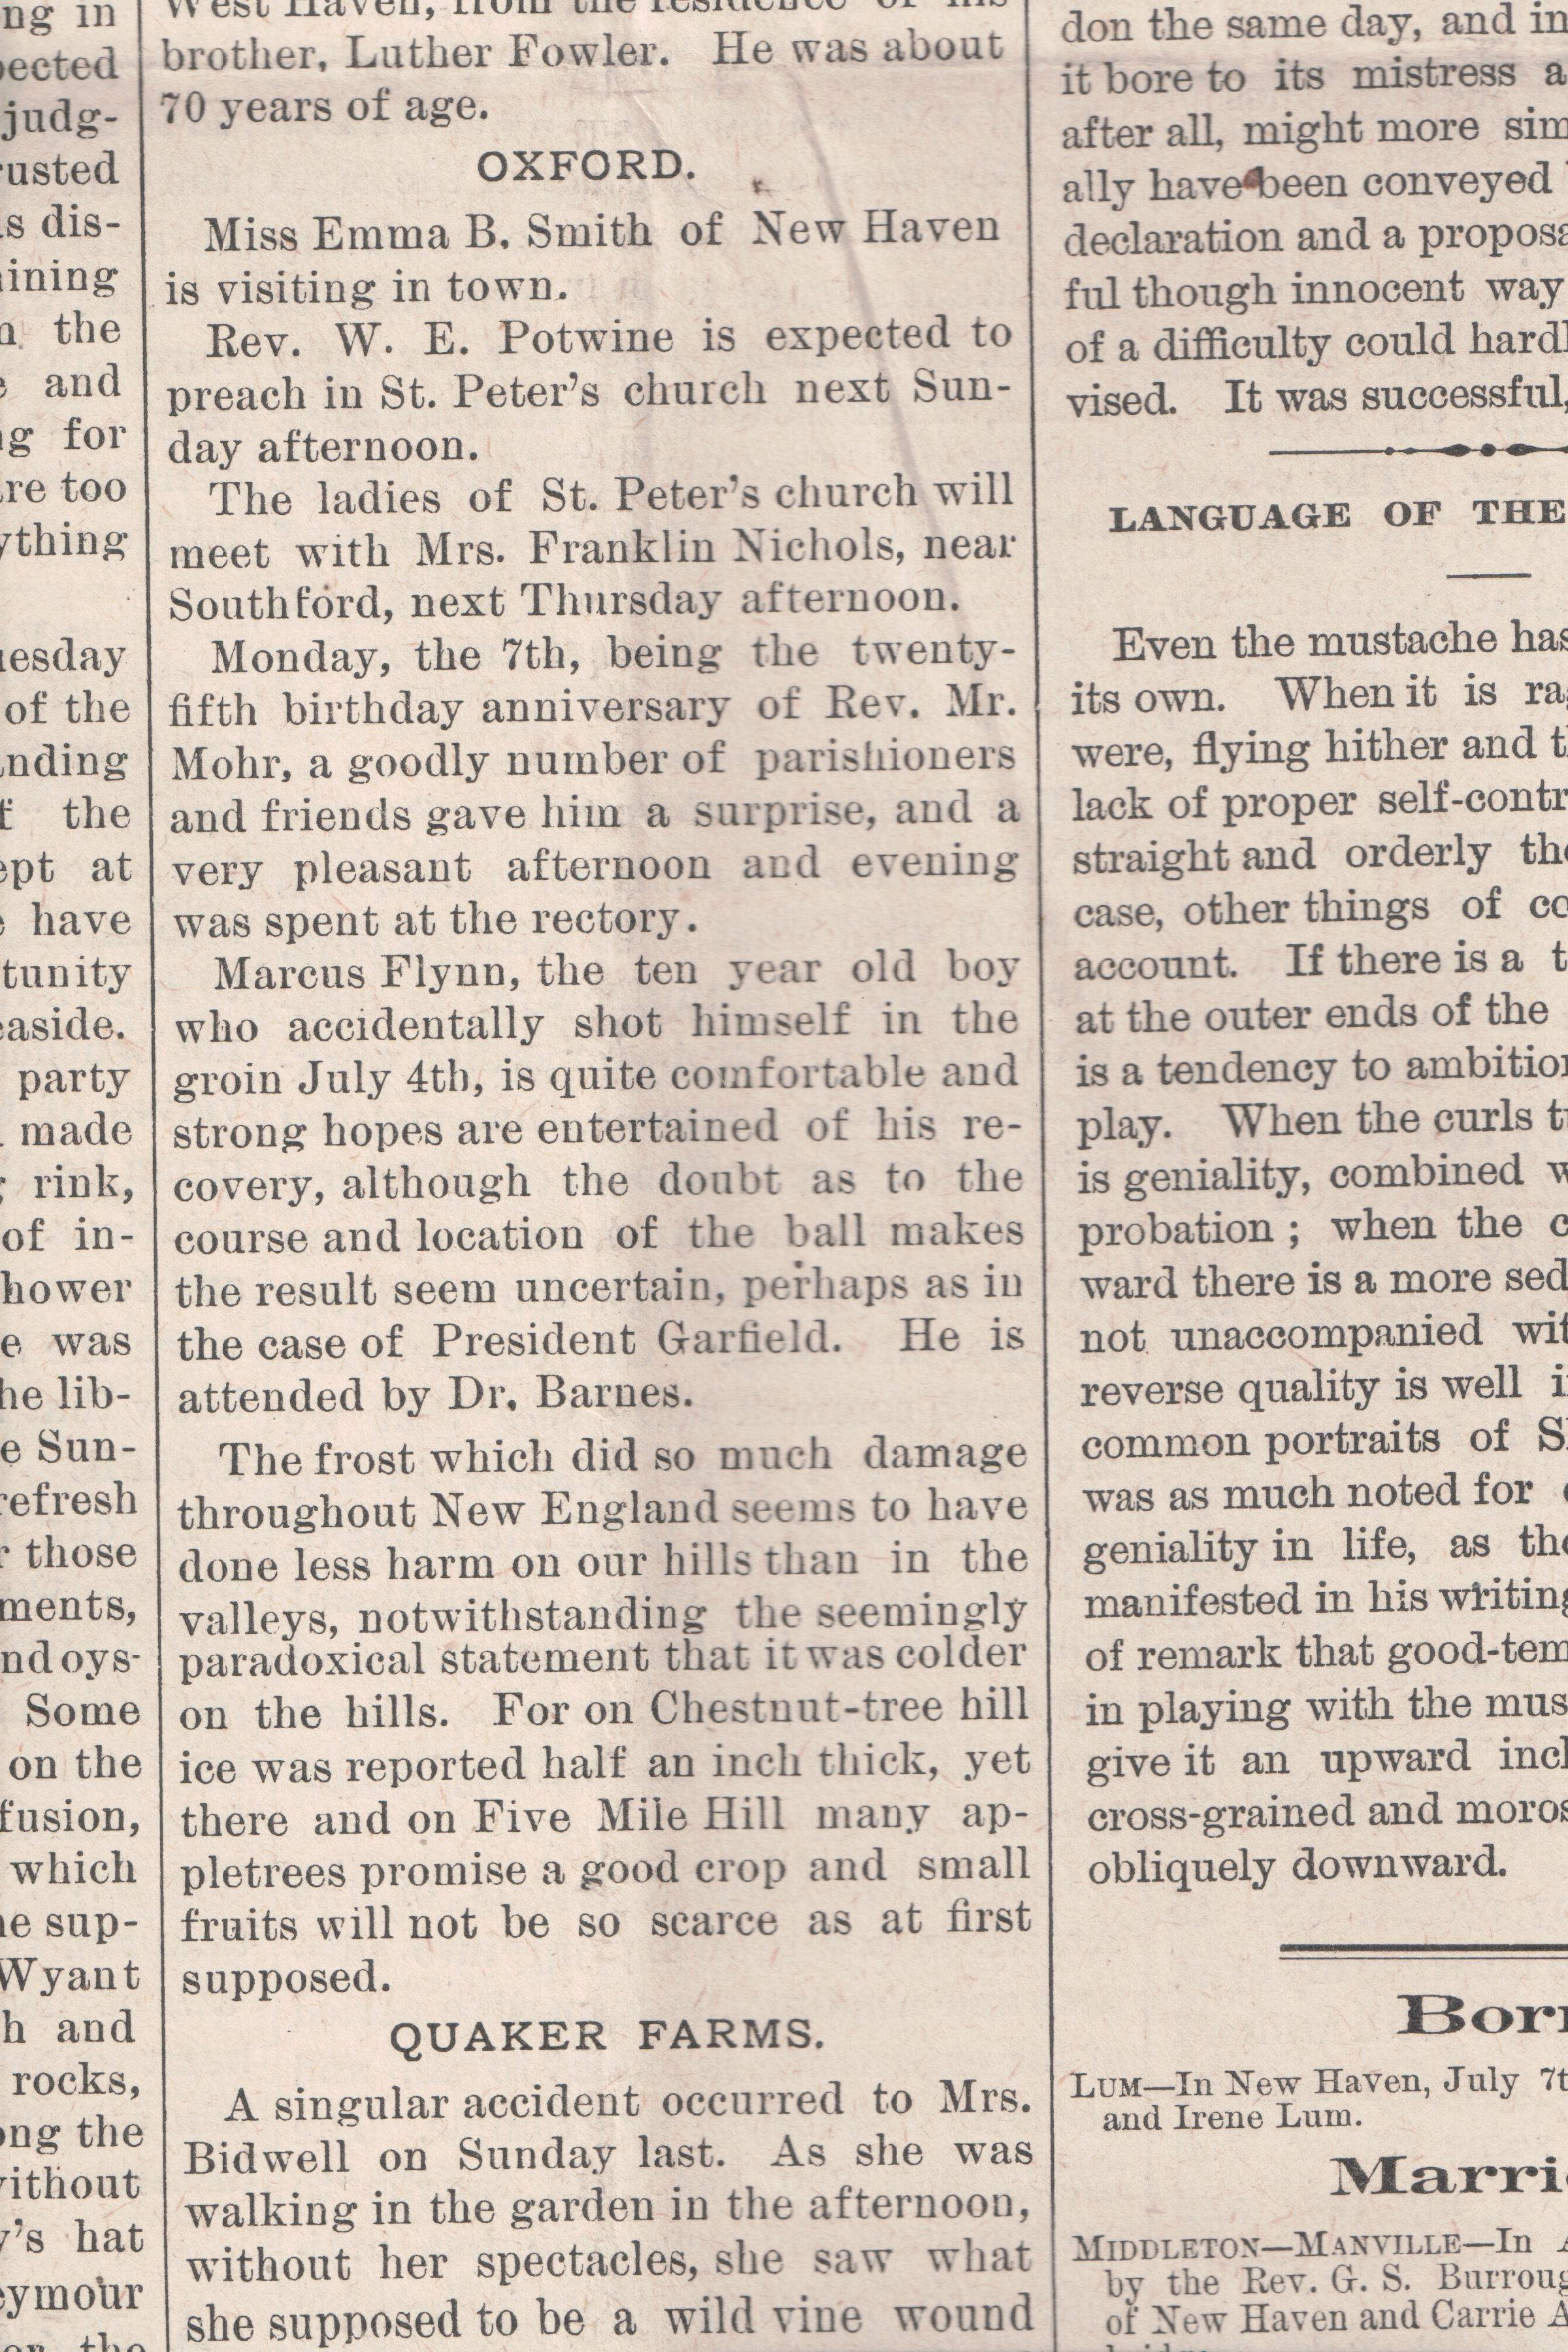 ng in
pected
judg-
rusted
s dis-
ining
the
and
for
too
ything
uesday
of the
nding
the
ept at
have
tunity
easide.
party
made
rink,
of in-
hower
was
he lib-
Sun-
refresh
those
ments,
nd oys-
Some
on the
fusion,
which
he sup-
Wyant
and
rocks,
ong the
without
y's hat
eymour
the
West Haven, from the residence of his
brother, Luther Fowler. He was about
70 years of age.
OXFORD.
Miss Emma B. Smith of New Haven
is visiting in town.
Rev. W. E. Potwine is expected to
preach in St. Peter's church next Sun-
day afternoon.
The ladies of St. Peter's church will
meet with Mrs. Franklin Nichols, near
Southford, next Thursday afternoon.
Monday, the 7th, being the twenty-
fifth birthday anniversary of Rev. Mr.
Mohr, a goodly number of parishioners
and friends gave him a surprise, and a
very pleasant afternoon and evening
was spent at the rectory.
Marcus Flynn, the ten year old boy
who accidentally shot himself in the
groin July 4th, is quite comfortable and
strong hopes are entertained of his re-
covery, although the doubt as to the
course and location of the ball makes
the result seem uncertain, perhaps as in
the case of President Garfield. He is
attended by Dr. Barnes.
The frost which did so much damage
throughout New England seems to have
done less harm on our hills than in the
valleys, notwithstanding the seemingly
paradoxical statement that it was colder
on the hills. For on Chestnut-tree hill
ice was reported half an inch thick, yet
there and on Five Mile Hill many ap-
pletrees promise a good crop and small
fruits will not be so scarce as at first
supposed.
QUAKER FARMS.
A singular accident occurred to Mrs.
Bidwell on Sunday last. As she was
walking in the garden in the afternoon,
without her spectacles, she saw what
she supposed to be a wild vine wound
don the same day, and in
it bore to its mistress a
after all, might more sim
ally have been conveyed
declaration and a propos
ful though innocent way
of a difficulty could hardl
vised. It was successful,
LANGUAGE OF THE
Even the mustache has
its own. When it is ra
were, flying hither and t
lack of proper self-contr
straight and orderly the
case, other things of co
account. If there is a t
at the outer ends of the
is a tendency to ambition
play. When the curls t
is geniality, combined w
probation; when the c
ward there is a more sed
not unaccompanied wit
reverse quality is well i
common portraits of S
was as much noted for
geniality in life, as the
manifested in his writing
of remark that good-tem
in playing with the mus
give it an upward incl
cross-grained and moros
obliquely downward.
Born
LUM—In New Haven, July 7t
and Irene Lum.
Marri
MIDDLETON—MANVILLE—In A
by the Rev. G. S. Burroug
of New Haven and Carrie A